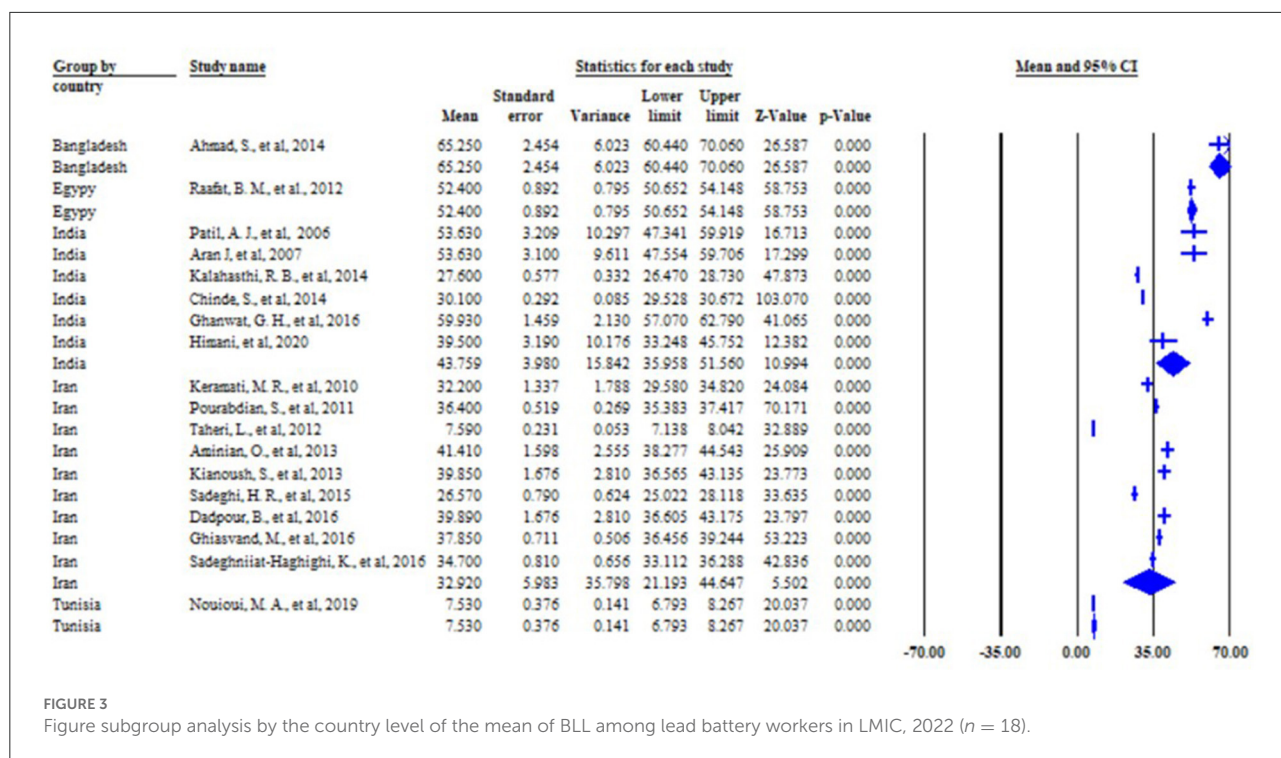 Group by Study name Statistics for each study Mean and 95% CI
country
Standard Lower Upper
Mean error Variance limit limit Z-Value p-Value
Bangladesh Ahmad, S., et al, 2014 65.250 2.454 6.023 60.440 70.060 26.587 0.000
Bangladesh 65.250 2.454 6.023 60.440 70.060 26.587 0.000
Egypy Raafat, B. M., et al., 2012 52.400 0.892 0.795 50.652 54.148 58.753 0.000
Egypy 52.400 0.892 0.795 50.652 54.148 58.753 0.000
India Patil, A. J., et al, 2006 53.630 3.209 10.297 47.341 59.919 16.713 0.000
India Aran J, et al, 2007 53.630 3.100 9.611 47.554 59.706 17.299 0.000
India Kalahasthi, R. B., et al, 2014 27.600 0.577 0.332 26.470 28.730 47.873 0.000
India Chinde, S., et al, 2014 30.100 0.292 0.085 29.528 30.672 103.070 0.000
India Ghanwat, G. H., et al, 2016 59.930 1.459 2.130 57.070 62.790 41.065 0.000
India Himani, et al, 2020 39.500 3.190 10.176 33.248 45.752 12.382 0.000
India 43.759 3.980 15.842 35.958 51.560 10.994 0.000
Iran Keramati, M. R., et al, 2010 32.200 1.337 1.788 29.580 34.820 24.084 0.000
Iran Pourabdian, S., et al, 2011 36.400 0.519 0.269 35.383 37.417 70.171 0.000
Iran Taheri, L., et al, 2012 7.590 0.231 0.053 7.138 8.042 32.889 0.000
Iran Aminian, O., et al, 2013 41.410 1.598 2.555 38.277 44.543 25.909 0.000
Iran Kianoush, S., et al, 2013 39.850 1.676 2.810 36.565 43.135 23.773 0.000
Iran Sadeghi, H. R., et al, 2015 26.570 0.790 0.624 25.022 28.118 33.635 0.000
Iran Dadpour, B., et al, 2016 39.890 1.676 2.810 36.605 43.175 23.797 0.000
Iran Ghiasvand, M., et al, 2016 37.850 0.711 0.506 36.456 39.244 53.223 0.000
Iran Sadeghniiat-Haghighi, K., et al, 2016 34.700 0.810 0.656 33.112 36.288 42.836 0.000
Iran 32.920 5.983 35.798 21.193 44.647 5.502 0.000
Tunisia Nouioui, M. A., et al, 2019 7.530 0.376 0.141 6.793 8.267 20.037 0.000
Tunisia 7.530 0.376 0.141 6.793 8.267 20.037 0.000
-70.00 -35.00 0.00 35.00 70.00
FIGURE 3
Figure subgroup analysis by the country level of the mean of BLL among lead battery workers in LMIC, 2022 (n = 18).